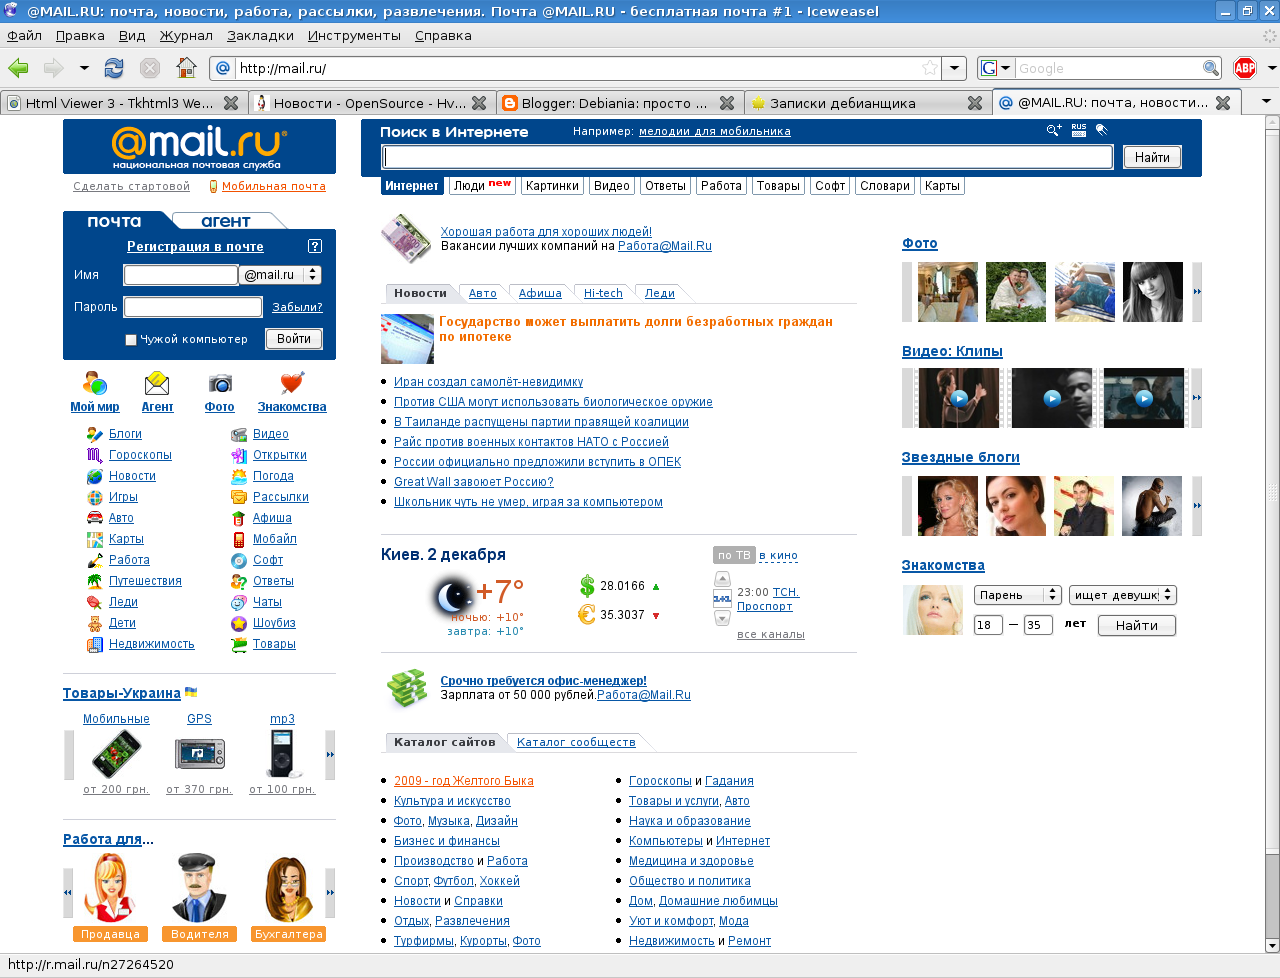 @MAIL.RU: почта, новости, работа, рассылки, развлечения. Почта @MAIL.RU - бесплатная почта #1 - Iceweasel
Файл Правка Вид Журнал Закладки Инструменты Справка
http://mail.ru/
Google
ABP
Html Viewer 3 - Tkhtml3 We...
Новости - OpenSource - Hv...
Blogger: Debiania: просто ...
Записки дебианщика
@MAIL.RU: почта, новости...
@mail.ru®
национальная почтовая служба
Сделать стартовой
Мобильная почта
Поиск в Интернете
Например: мелодии для мобильника
RUS
Найти
Интернет Люди new Картинки Видео Ответы Работа Товары Софт Словари Карты
почта агент
Регистрация в почте ?
Имя @mail.ru
Пароль Забыли?
Чужой компьютер Войти
Мой мир Агент Фото Знакомства
Блоги Видео
Гороскопы Открытки
Новости Погода
Игры Рассылки
Авто Афиша
Карты Мобайл
Работа Софт
Путешествия Ответы
Леди Чаты
Дети Шоубиз
Недвижимость Товары
Товары-Украина
Мобильные GPS mp3
от 200 грн. от 370 грн. от 100 грн.
Работа для...
Продавца Водителя Бухгалтера
Хорошая работа для хороших людей!
Вакансии лучших компаний на Работа@Mail.Ru
Новости Авто Афиша Hi-tech Леди
Государство может выплатить долги безработных граждан
по ипотеке
Иран создал самолёт-невидимку
Против США могут использовать биологическое оружие
В Таиланде распущены партии правящей коалиции
Райс против военных контактов НАТО с Россией
России официально предложили вступить в ОПЕК
Great Wall завоюет Россию?
Школьник чуть не умер, играя за компьютером
Киев. 2 декабря
+7°
ночью: +10°
завтра: +10°
$ 28.0166
€ 35.3037
по ТВ в кино
1+1
23:00 ТСН.
Проспорт
все каналы
Срочно требуется офис-менеджер!
Зарплата от 50 000 рублей.Работа@Mail.Ru
Каталог сайтов Каталог сообществ
2009 - год Желтого Быка Гороскопы и Гадания
Культура и искусство Товары и услуги, Авто
Фото, Музыка, Дизайн Наука и образование
Бизнес и финансы Компьютеры и Интернет
Производство и Работа Медицина и здоровье
Спорт, Футбол, Хоккей Общество и политика
Новости и Справки Дом, Домашние любимцы
Отдых, Развлечения Уют и комфорт, Мода
Турфирмы, Курорты, Фото Недвижимость и Ремонт
Фото
Видео: Клипы
Звездные блоги
Знакомства
Парень ищет девушк
18 — 35 лет Найти
http://r.mail.ru/n27264520